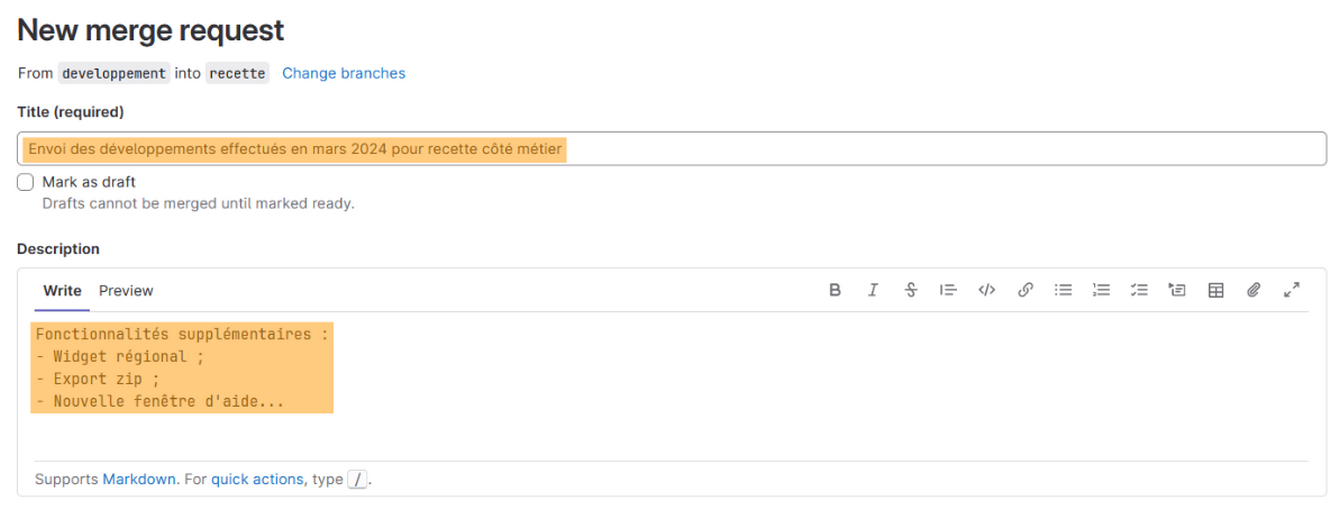 New merge request
From developpement into recette Change branches
Title (required)
Envoi des développements effectués en mars 2024 pour recette côté métier
Mark as draft
Drafts cannot be merged until marked ready.
Description
Write Preview
Fonctionnalités supplémentaires :
- Widget régional ;
- Export zip ;
- Nouvelle fenêtre d'aide...
Supports Markdown. For quick actions, type /.